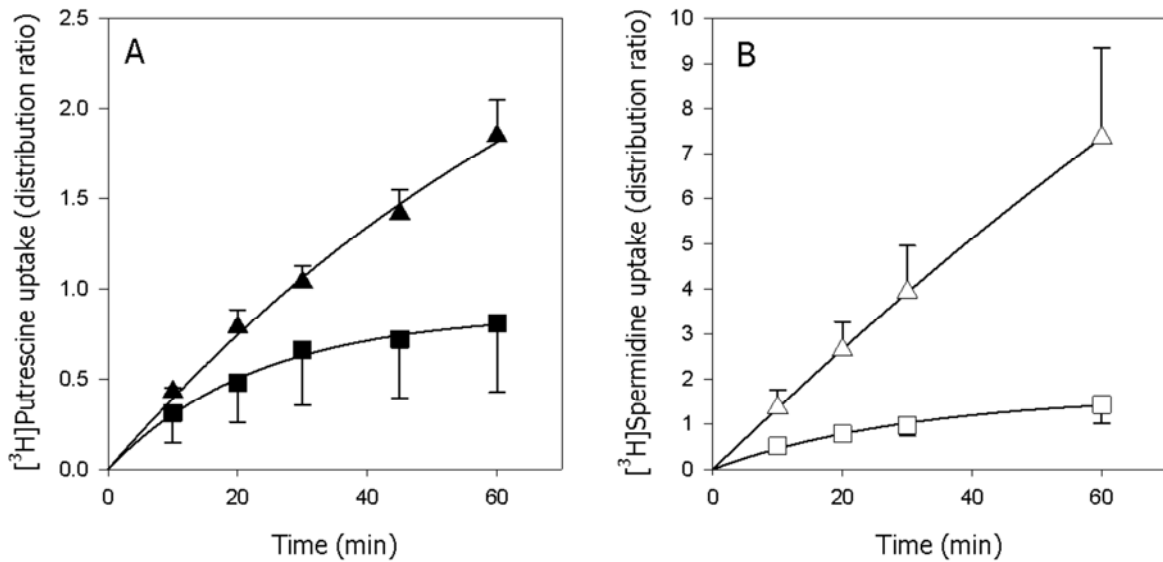 A
[³H]Putrescine uptake (distribution ratio)
2.5
2.0
1.5
1.0
0.5
0.0
0 20 40 60
Time (min)
B
[³H]Spermidine uptake (distribution ratio)
10
9
8
7
6
5
4
3
2
1
0
0 20 40 60
Time (min)